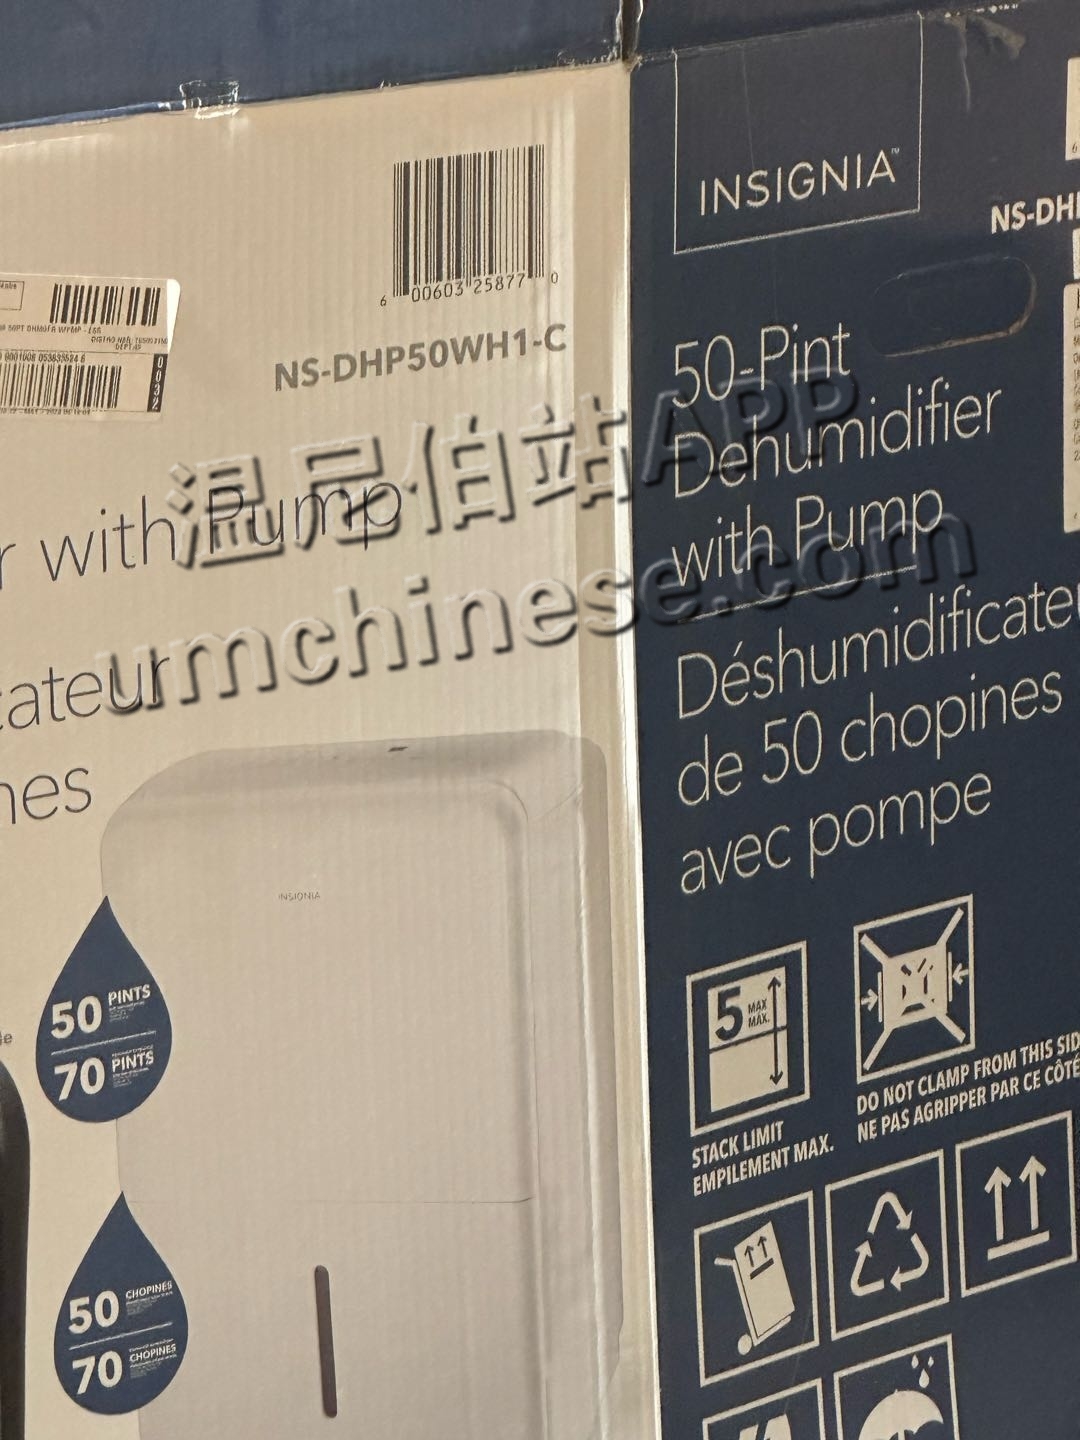 6 00603 25877 0
NS-DHP50WH1-C
r with Pump
cateur
nes
INSIGNIA
50 PINTS
70 PINTS
50 CHOPINES
70 CHOPINES
INSIGNIA™
NS-DH
50-Pint
Dehumidifier
with Pump
Déshumidificateu
de 50 chopines
avec pompe
5 MAX
MAX.
STACK LIMIT
EMPILEMENT MAX.
DO NOT CLAMP FROM THIS SID
NE PAS AGRIPPER PAR CE CÔTÉ
温尼伯站APP
umchinese.com